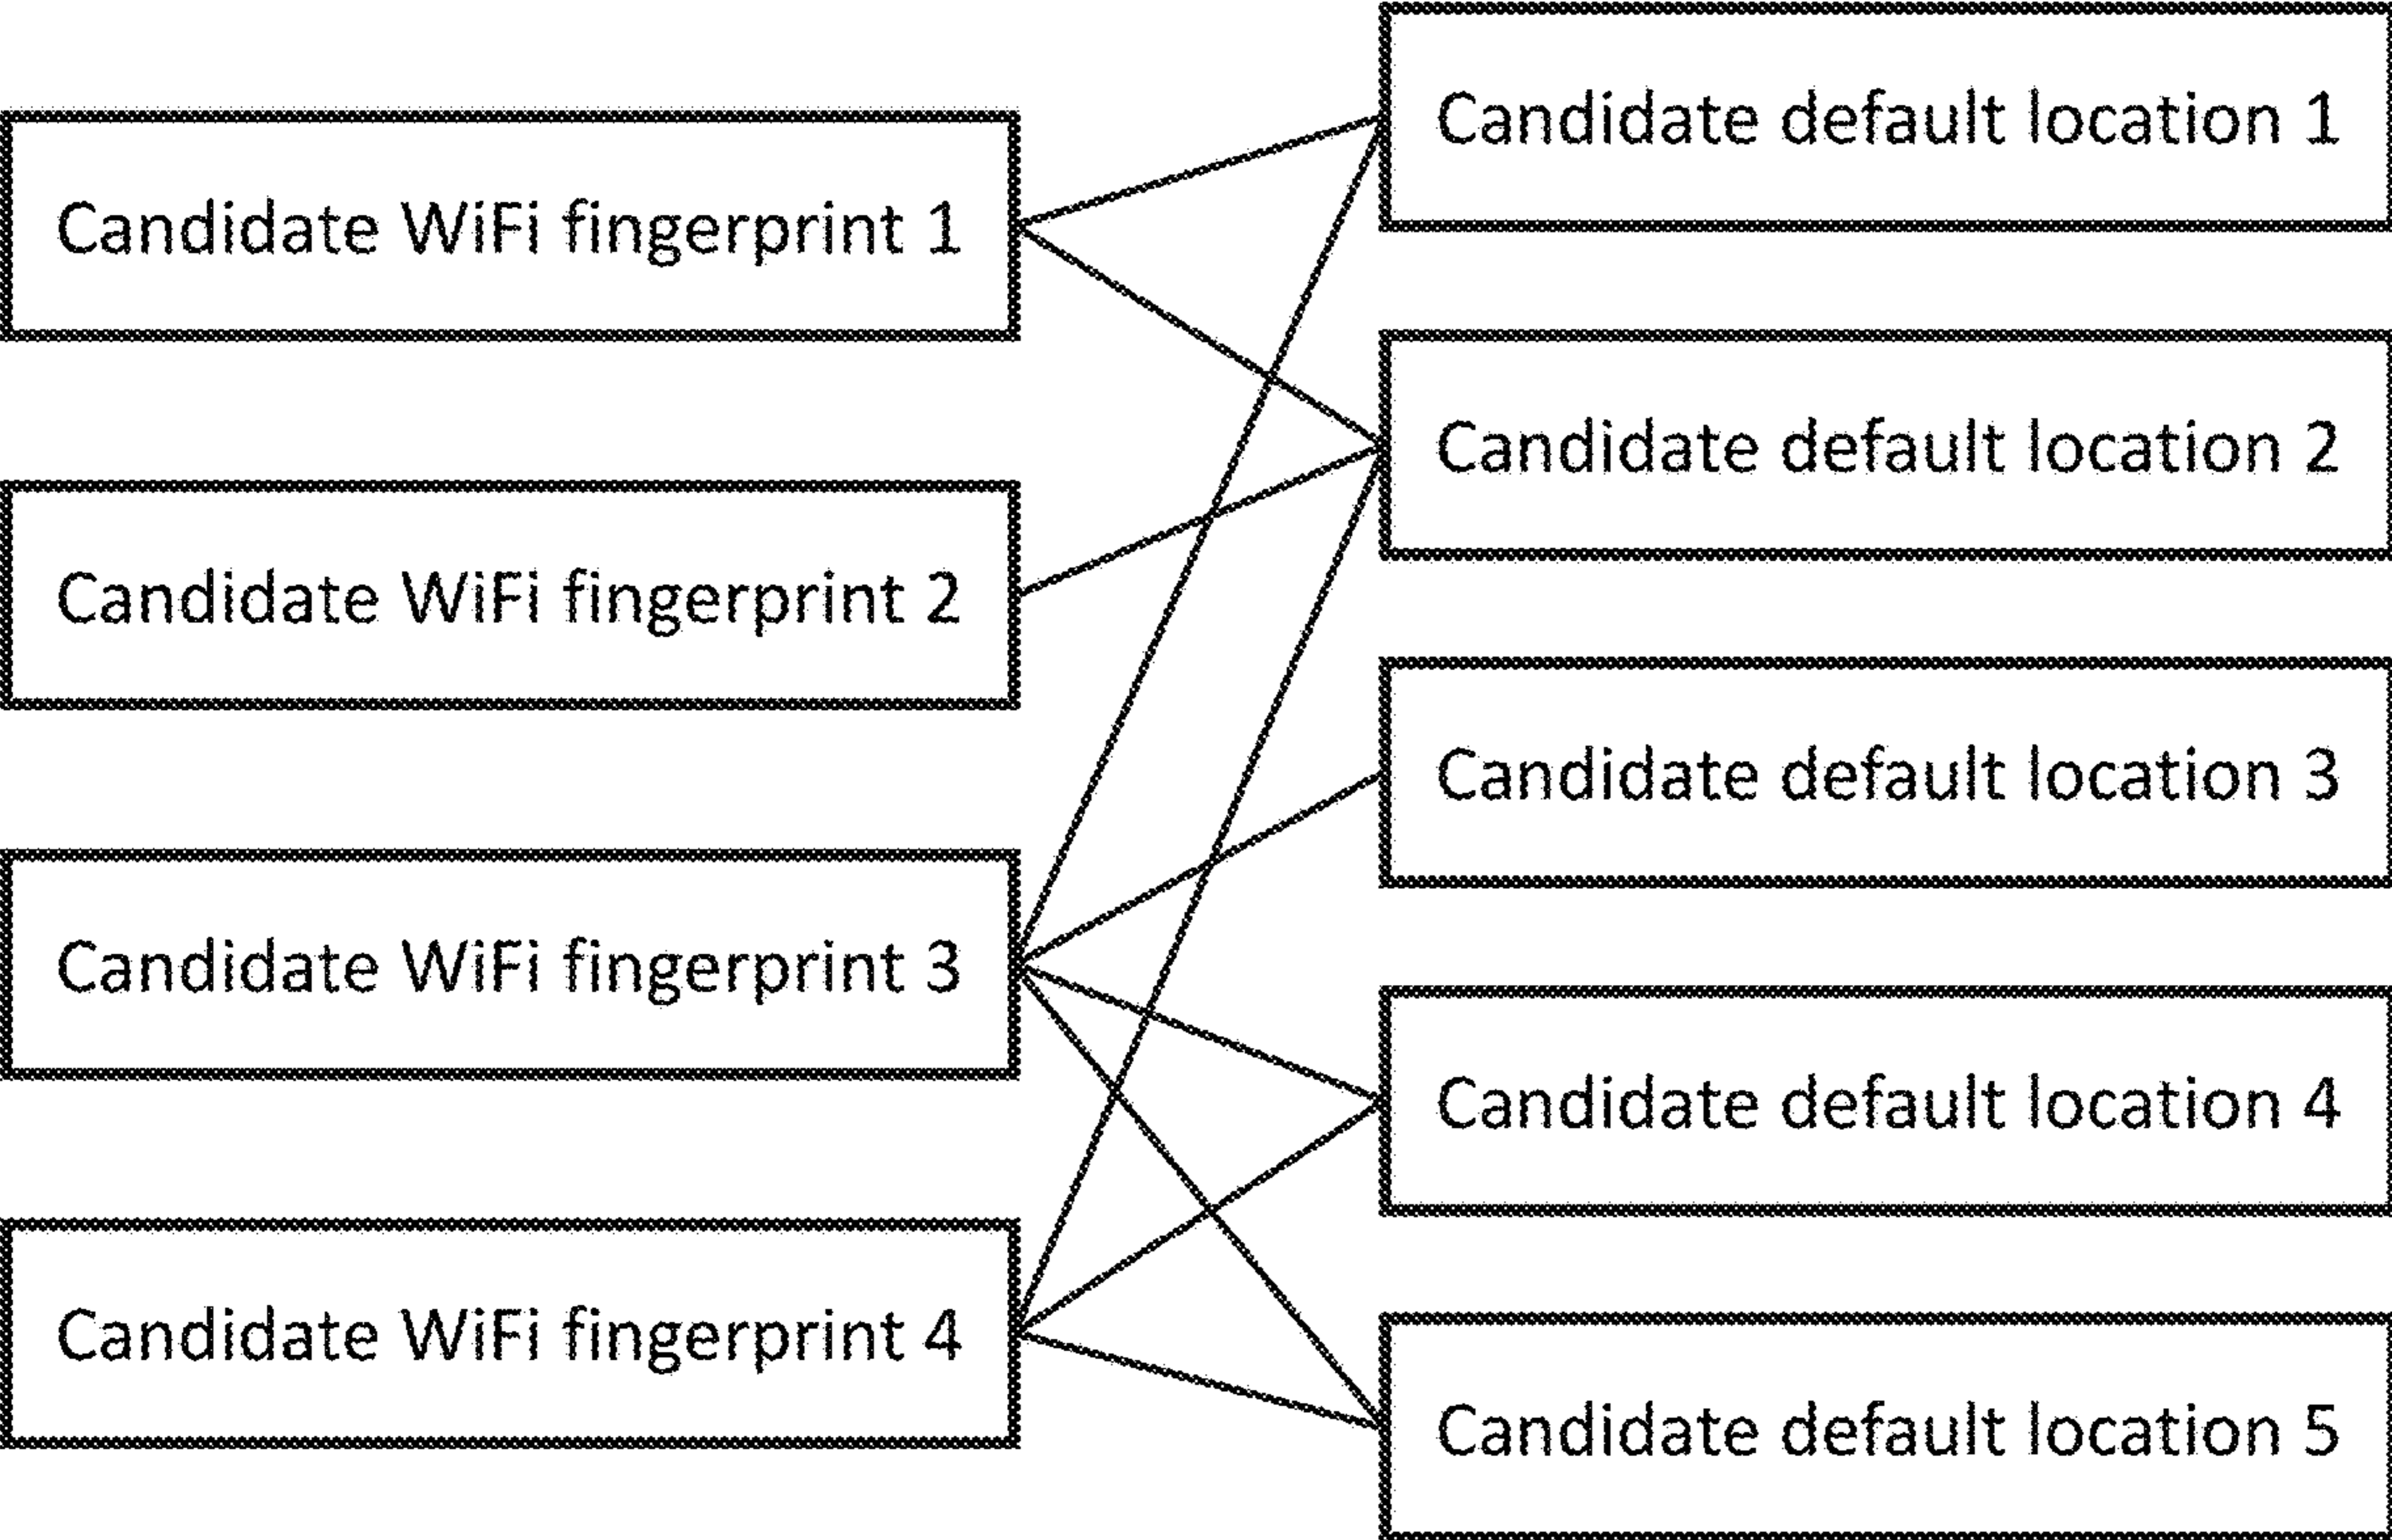 Candidate WiFi fingerprint 1
Candidate WiFi fingerprint 2
Candidate WiFi fingerprint 3
Candidate WiFi fingerprint 4
Candidate default location 1
Candidate default location 2
Candidate default location 3
Candidate default location 4
Candidate default location 5